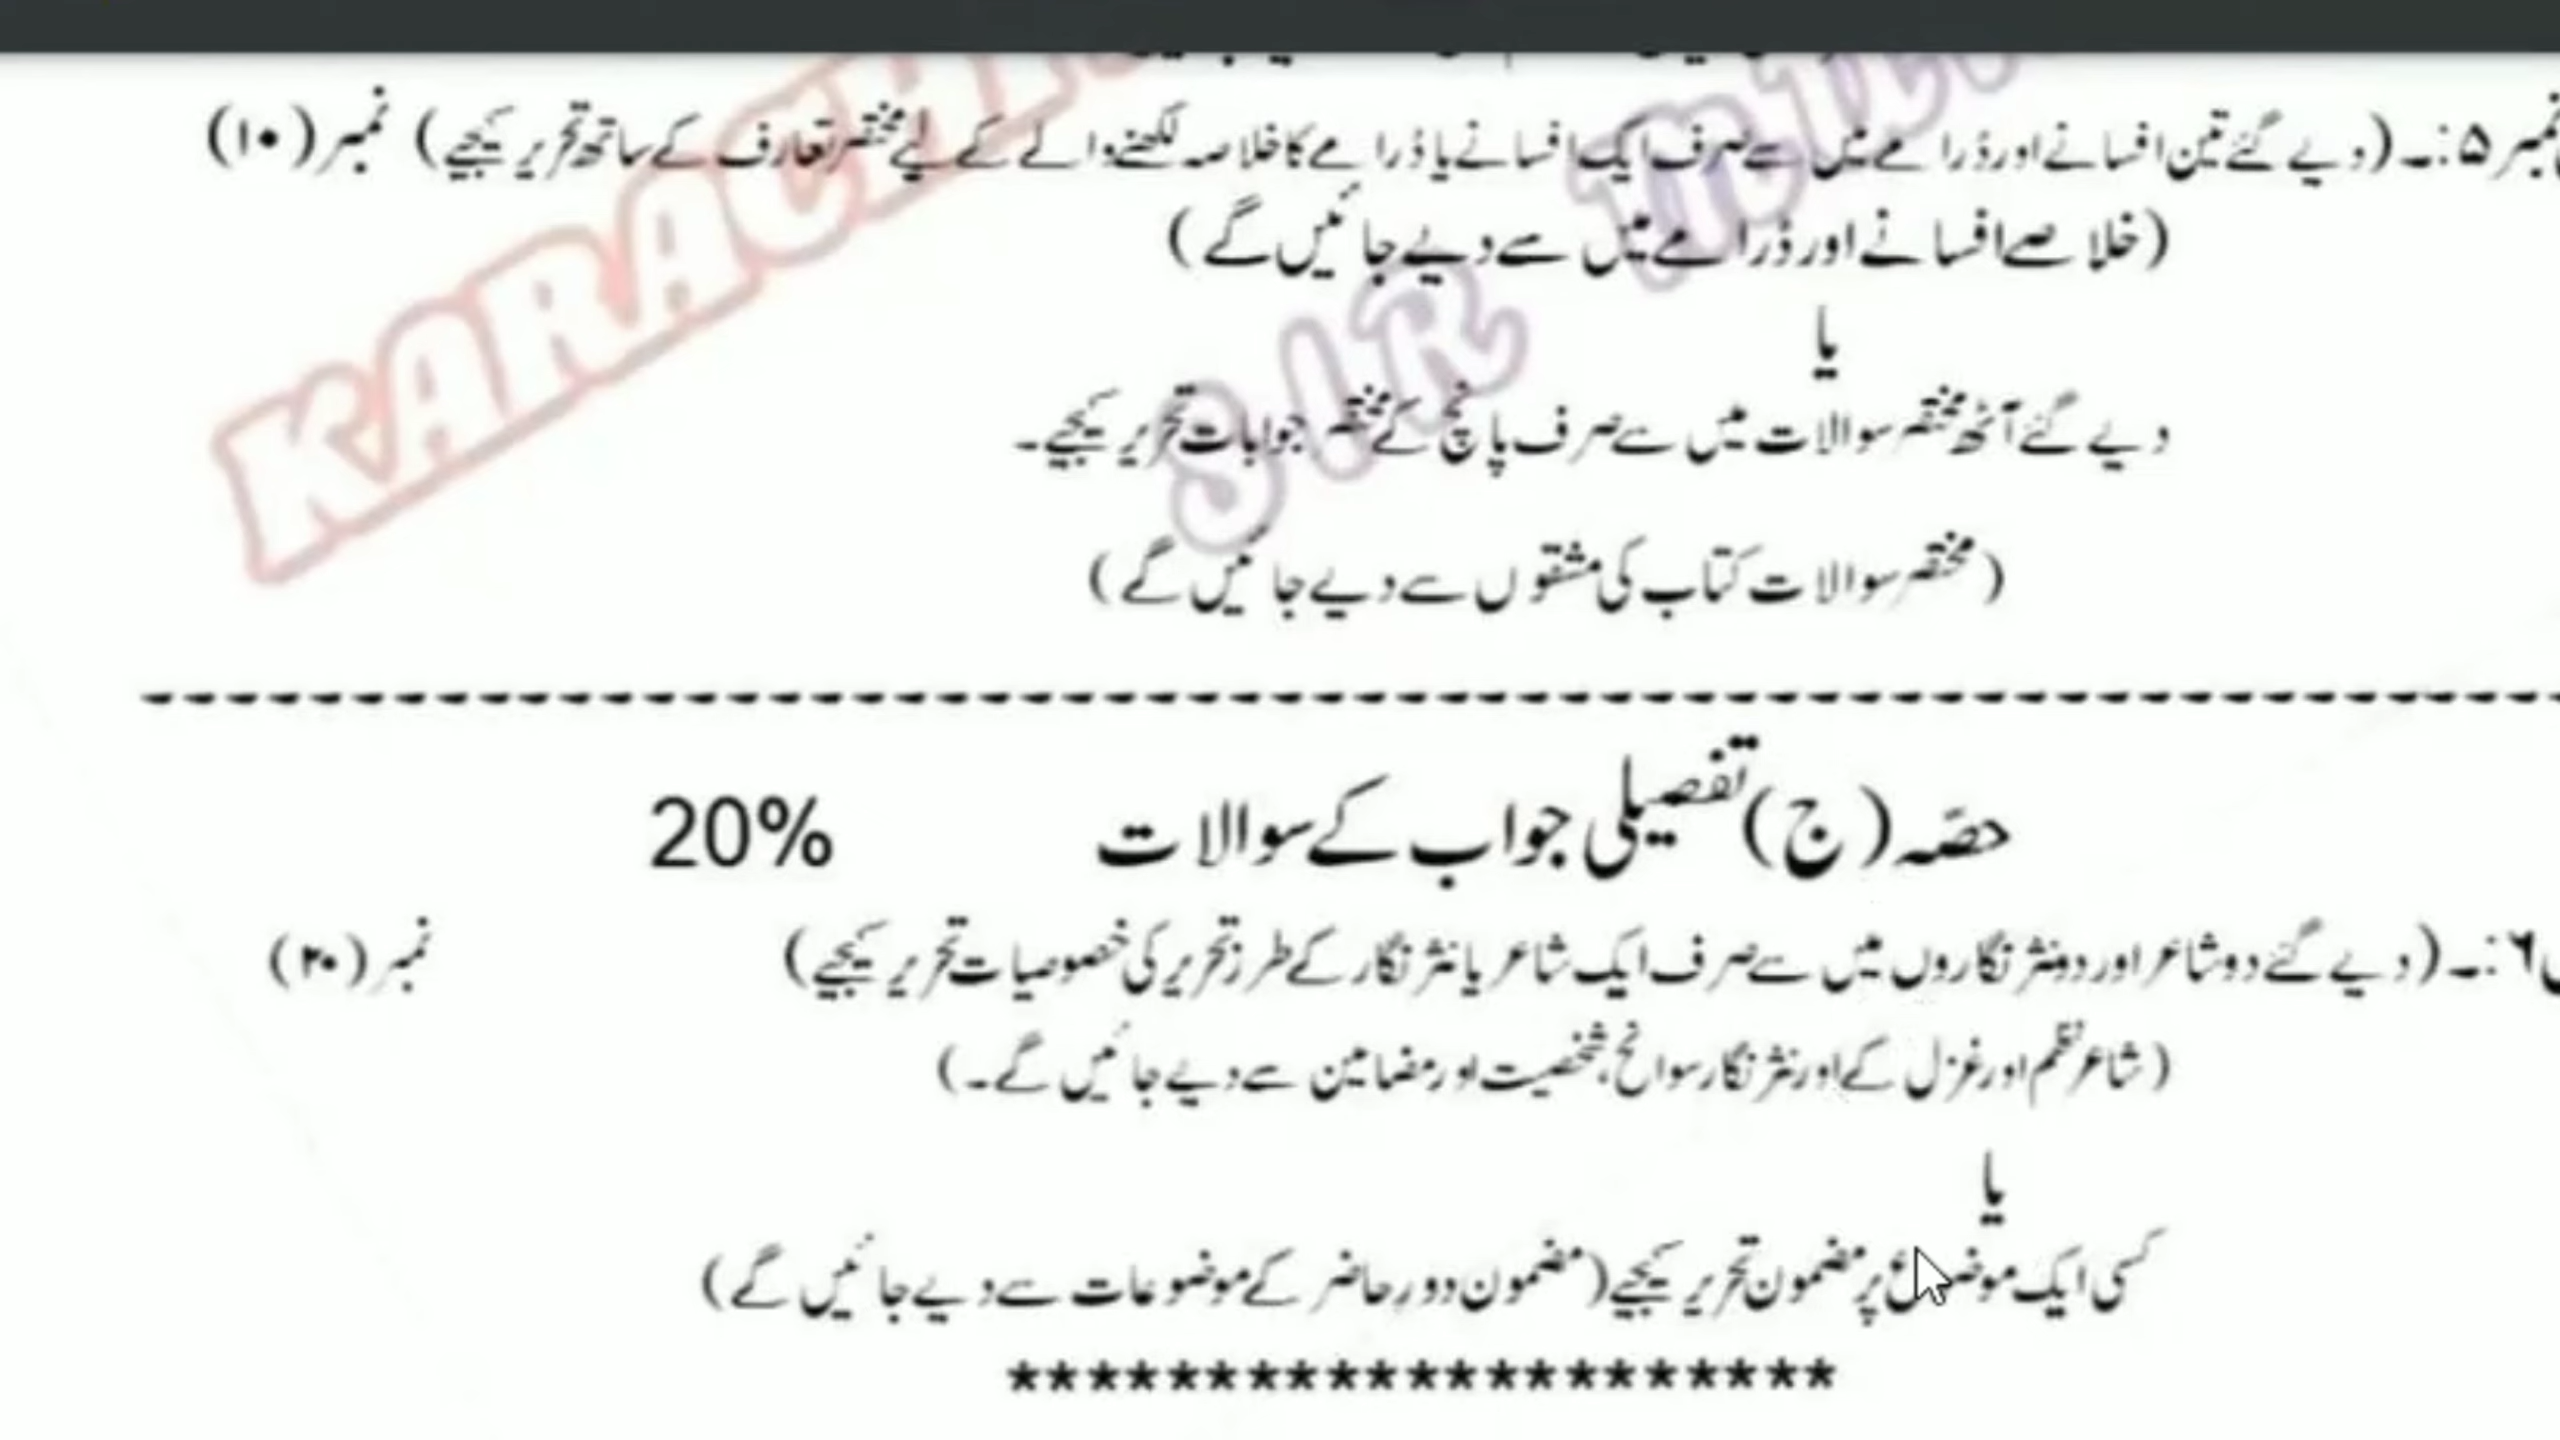 نمبر ۵:۔ (دیے گئے تین افسانے اور ڈرامے میں سے صرف ایک افسانے یا ڈرامے کا خلاصہ لکھنے والے کے لیے مختصر تعارف کے ساتھ تحریر کیجیے) نمبر (۱۰)
(خلاصے افسانے اور ڈرامے میں سے دیے جائیں گے)
یا
دیے گئے آٹھ مختصر سوالات میں سے صرف پانچ کے مختصر جوابات تحریر کیجیے۔
(مختصر سوالات کتاب کی مشقوں سے دیے جائیں گے)
حصّہ (ج) تفصیلی جواب کے سوالات 20%
۶:۔ (دیے گئے دو شاعر اور دو نثر نگاروں میں سے صرف ایک شاعر یا نثر نگار کے طرز تحریر کی خصوصیات تحریر کیجیے) نمبر (۲۰)
(شاعر نظم اور غزل کے اور نثر نگار سوانح، شخصیت اور مضامین سے دیے جائیں گے۔)
یا
کسی ایک موضوع پر مضمون تحریر کیجیے (مضمون دورِ حاضر کے موضوعات سے دیے جائیں گے)
*********************
KARACHI
SIR